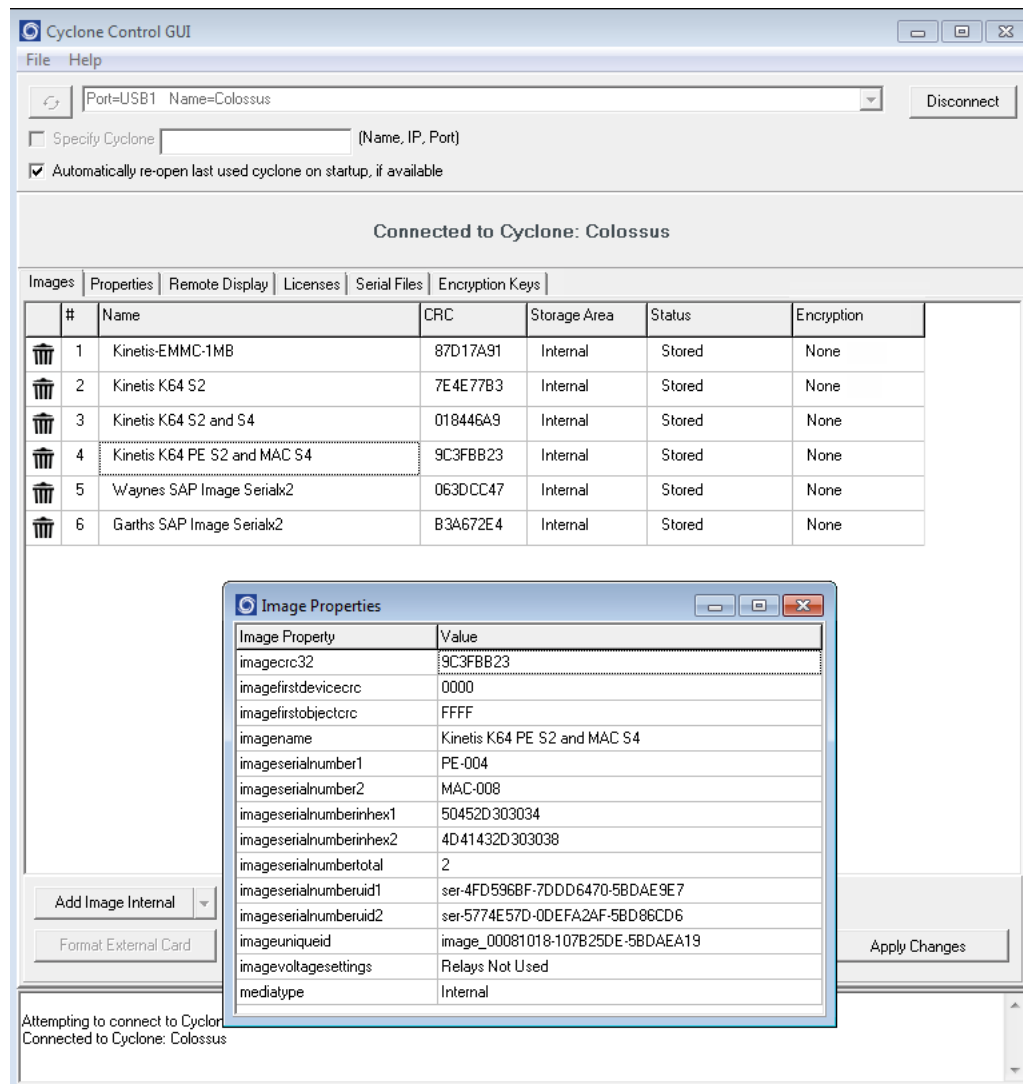 Cyclone Control GUI
File Help
Port=USB1 Name=Colossus
Disconnect
Specify Cyclone (Name, IP, Port)
Automatically re-open last used cyclone on startup, if available
Connected to Cyclone: Colossus
Images Properties Remote Display Licenses Serial Files Encryption Keys
# Name CRC Storage Area Status Encryption
1 Kinetis-EMMC-1MB 87D17A91 Internal Stored None
2 Kinetis K64 S2 7E4E77B3 Internal Stored None
3 Kinetis K64 S2 and S4 018446A9 Internal Stored None
4 Kinetis K64 PE S2 and MAC S4 9C3FBB23 Internal Stored None
5 Waynes SAP Image Serialx2 063DCC47 Internal Stored None
6 Garths SAP Image Serialx2 B3A672E4 Internal Stored None
Image Properties
Image Property Value
imagecrc32 9C3FBB23
imagefirstdevicecrc 0000
imagefirstobjectcrc FFFF
imagename Kinetis K64 PE S2 and MAC S4
imageserialnumber1 PE-004
imageserialnumber2 MAC-008
imageserialnumberinhex1 50452D303034
imageserialnumberinhex2 4D41432D303038
imageserialnumbertotal 2
imageserialnumberuid1 ser-4FD596BF-7DDD6470-5BDAE9E7
imageserialnumberuid2 ser-5774E57D-0DEFA2AF-5BD86CD6
imageuniqueid image_00081018-107B25DE-5BDAEA19
imagevoltagesettings Relays Not Used
mediatype Internal
Add Image Internal
Format External Card
Apply Changes
Attempting to connect to Cyclon
Connected to Cyclone: Colossus